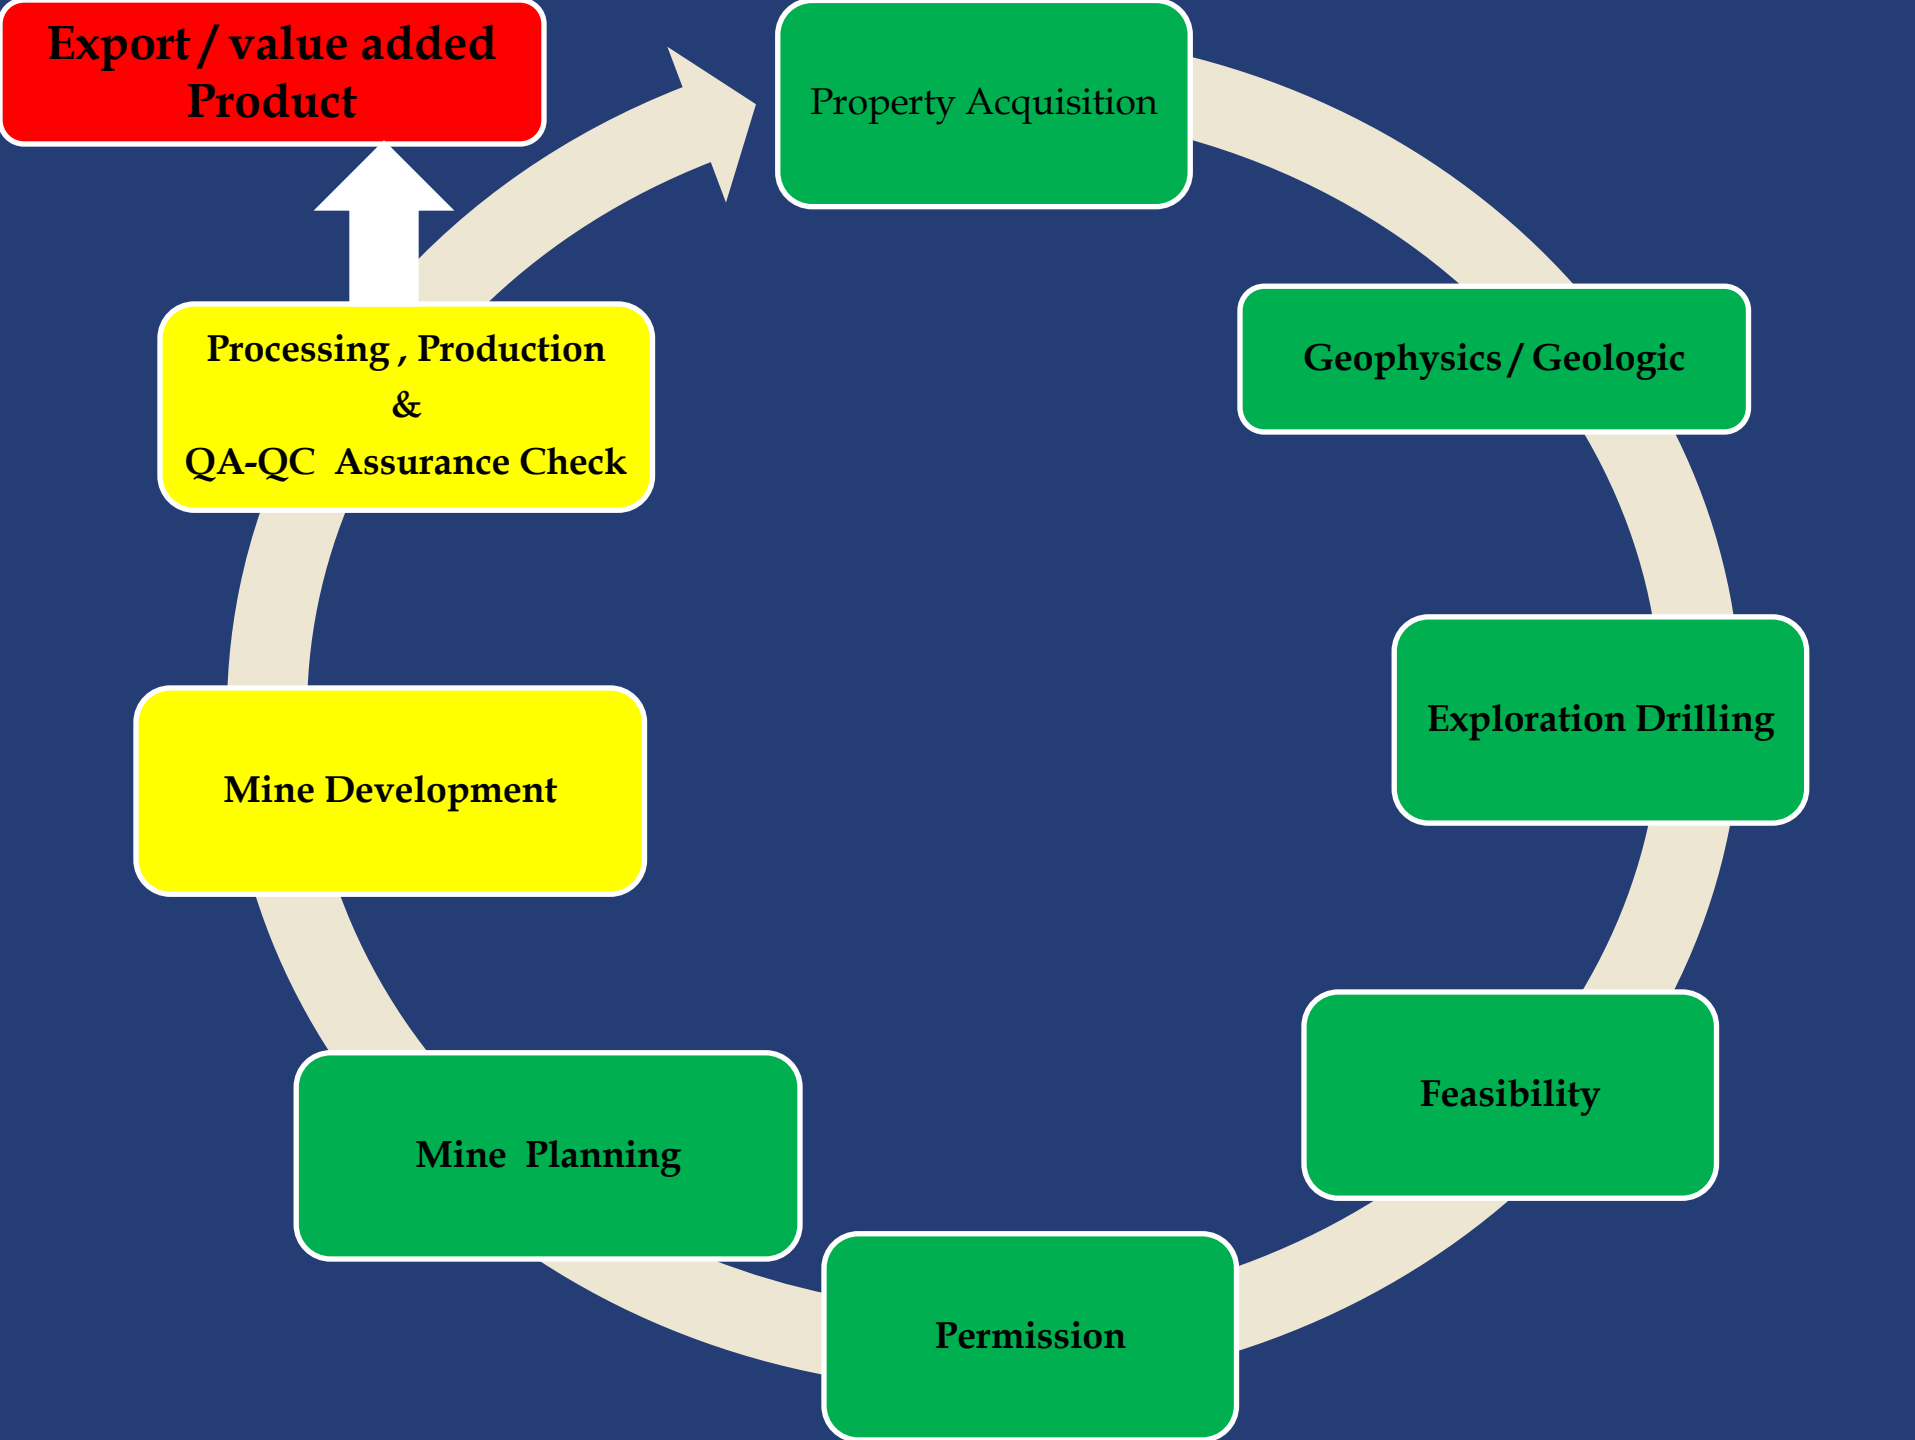 Export / value added
Product
Property Acquisition
Geophysics / Geologic
Exploration Drilling
Feasibility
Permission
Mine  Planning
Mine Development
Processing , Production
&
QA-QC  Assurance Check